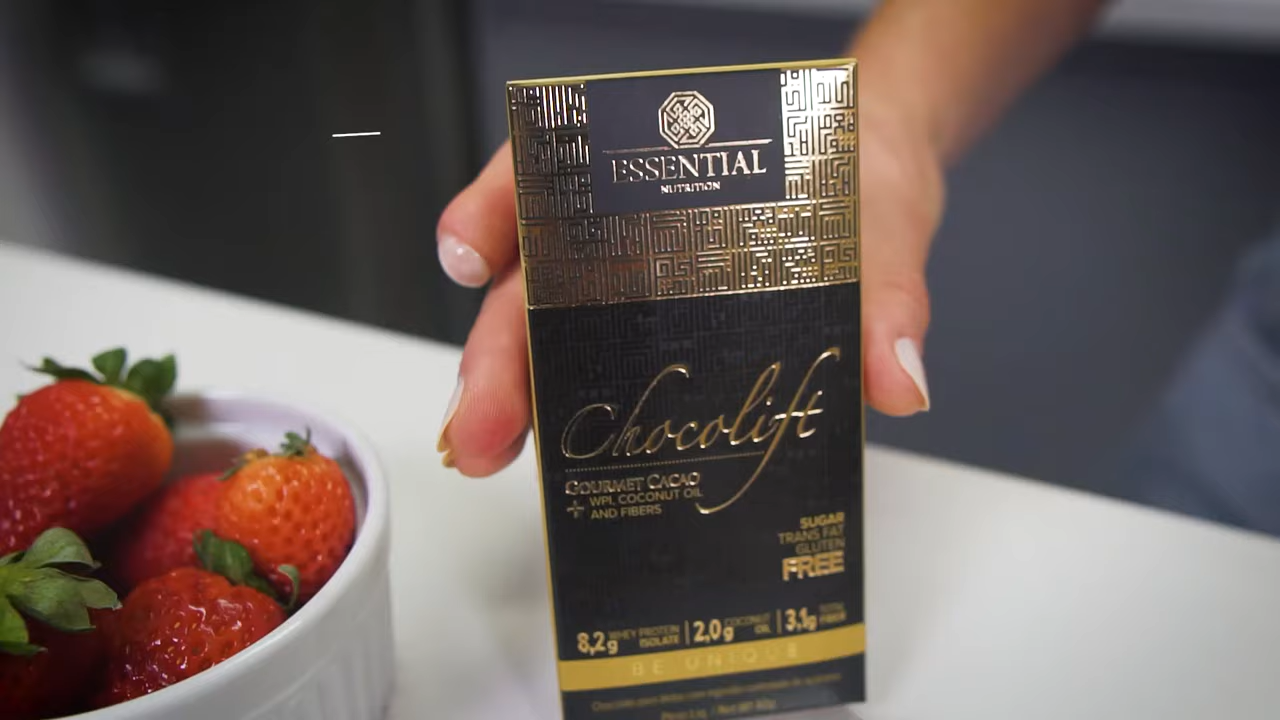 ESSENTIAL
NUTRITION
Chocolift
GOURMET CACAO
+ WPI, COCONUT OIL
AND FIBERS
SUGAR
TRANS FAT
GLUTEN
FREE
8,2g WHEY PROTEIN ISOLATE | 2,0g COCONUT OIL | 3,1g TOTAL FIBER
BE UNIQUE